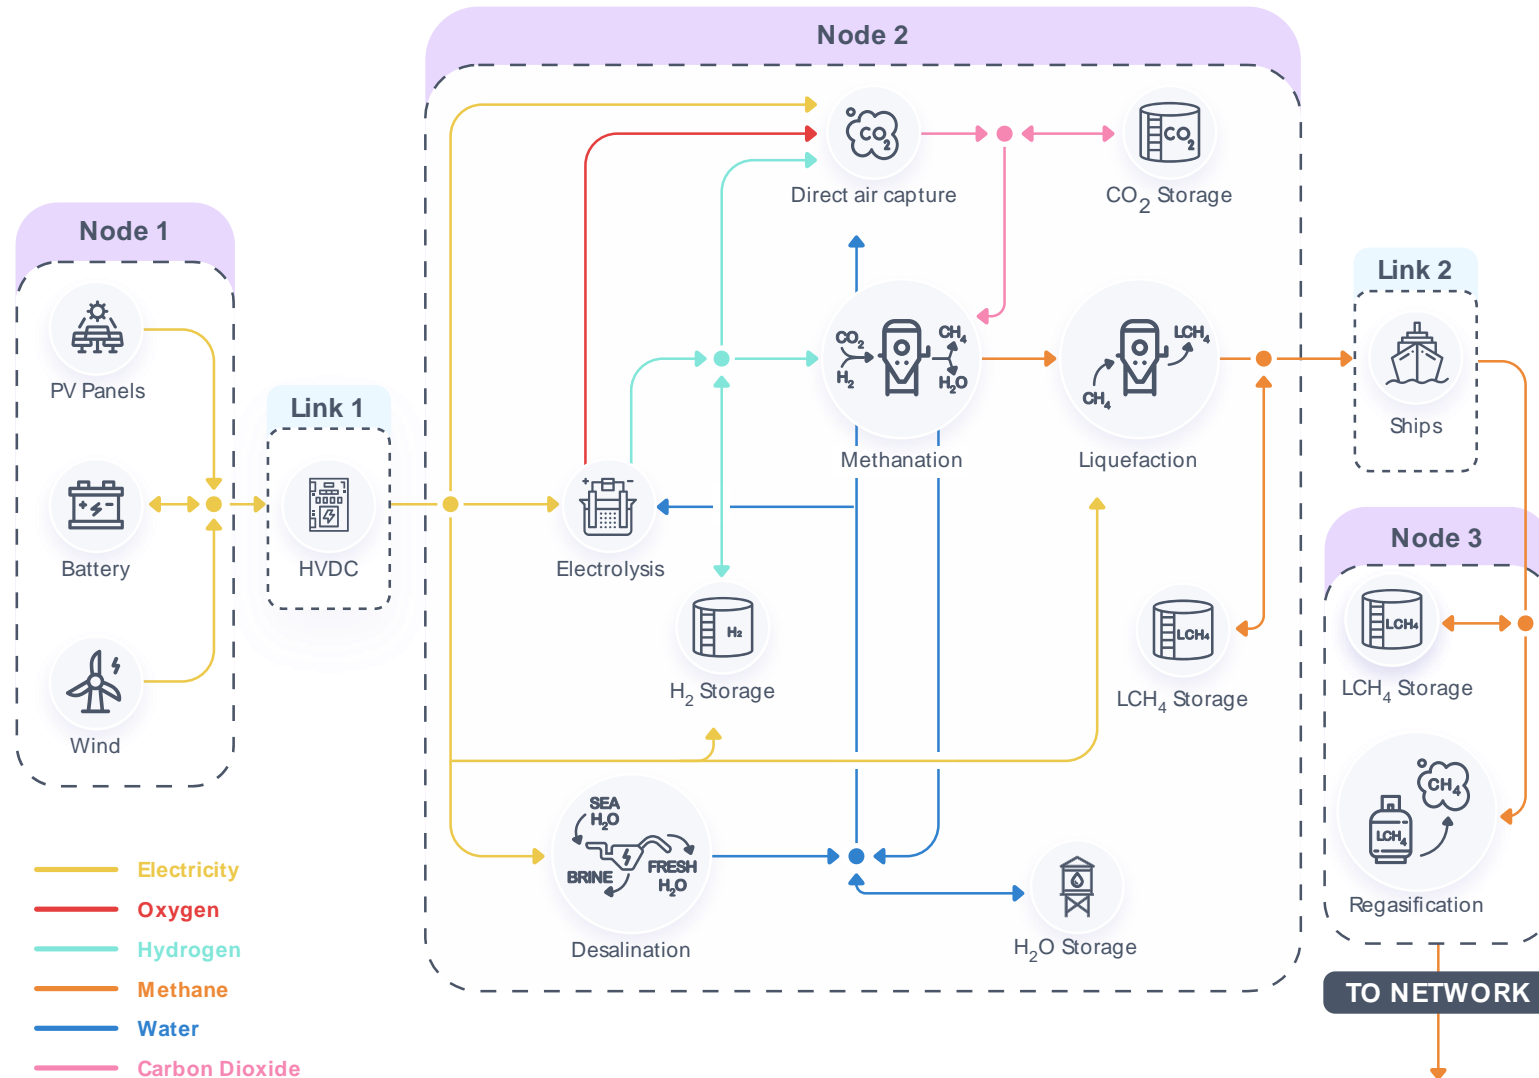 Node 2
CO2
Direct air capture
CO2
CO2 Storage
Node 1
PV Panels
Battery
Wind
Link 1
HVDC
+ −
Electrolysis
CO2
H2
CH4
H2O
Methanation
LCH4
CH4
Liquefaction
Link 2
Ships
H2
H2 Storage
LCH4
LCH4 Storage
Node 3
LCH4
LCH4 Storage
CH4
LCH4
Regasification
SEA
H2O
BRINE
FRESH
H2O
Desalination
H2O Storage
TO NETWORK
Electricity
Oxygen
Hydrogen
Methane
Water
Carbon Dioxide